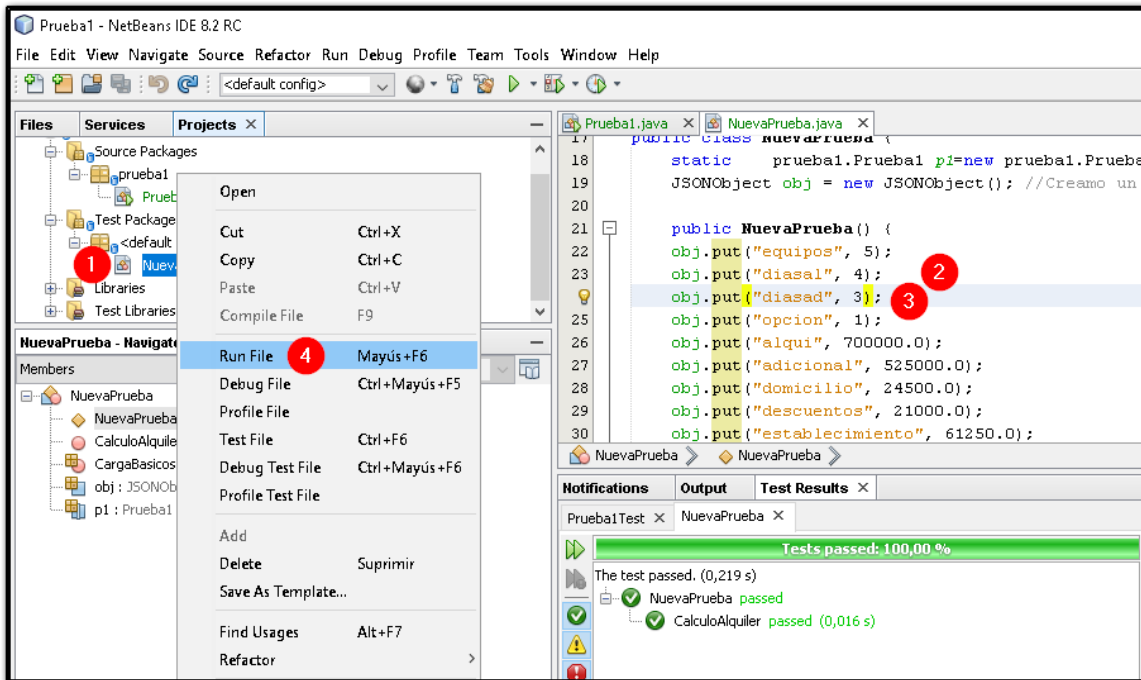 Prueba1 - NetBeans IDE 8.2 RC
File Edit View Navigate Source Refactor Run Debug Profile Team Tools Window Help
<default config>
Files Services Projects
Source Packages
prueba1
Prueb
Test Package
<default
1
Nueva
Libraries
Test Libraries
NuevaPrueba - Navigato
Members
NuevaPrueba
NuevaPrueba
CalculoAlquile
CargaBasicos
obj : JSONOb
p1 : Prueba1
Open
Cut Ctrl+X
Copy Ctrl+C
Paste Ctrl+V
Compile File F9
Run File 4 Mayús+F6
Debug File Ctrl+Mayús+F5
Profile File
Test File Ctrl+F6
Debug Test File Ctrl+Mayús+F6
Profile Test File
Add
Delete Suprimir
Save As Template...
Find Usages Alt+F7
Refactor
Prueba1.java NuevaPrueba.java
17 public class NuevaPrueba {
18 static prueba1.Prueba1 p1=new prueba1.Prueba
19 JSONObject obj = new JSONObject(); //Creamo un
20
21 public NuevaPrueba() {
22 obj.put("equipos", 5);
23 obj.put("diasal", 4); 2
obj.put("diasad", 3); 3
25 obj.put("opcion", 1);
26 obj.put("alqui", 700000.0);
27 obj.put("adicional", 525000.0);
28 obj.put("domicilio", 24500.0);
29 obj.put("descuentos", 21000.0);
30 obj.put("establecimiento", 61250.0);
NuevaPrueba NuevaPrueba
Notifications Output Test Results
Prueba1Test NuevaPrueba
Tests passed: 100,00 %
The test passed. (0,219 s)
NuevaPrueba passed
CalculoAlquiler passed (0,016 s)